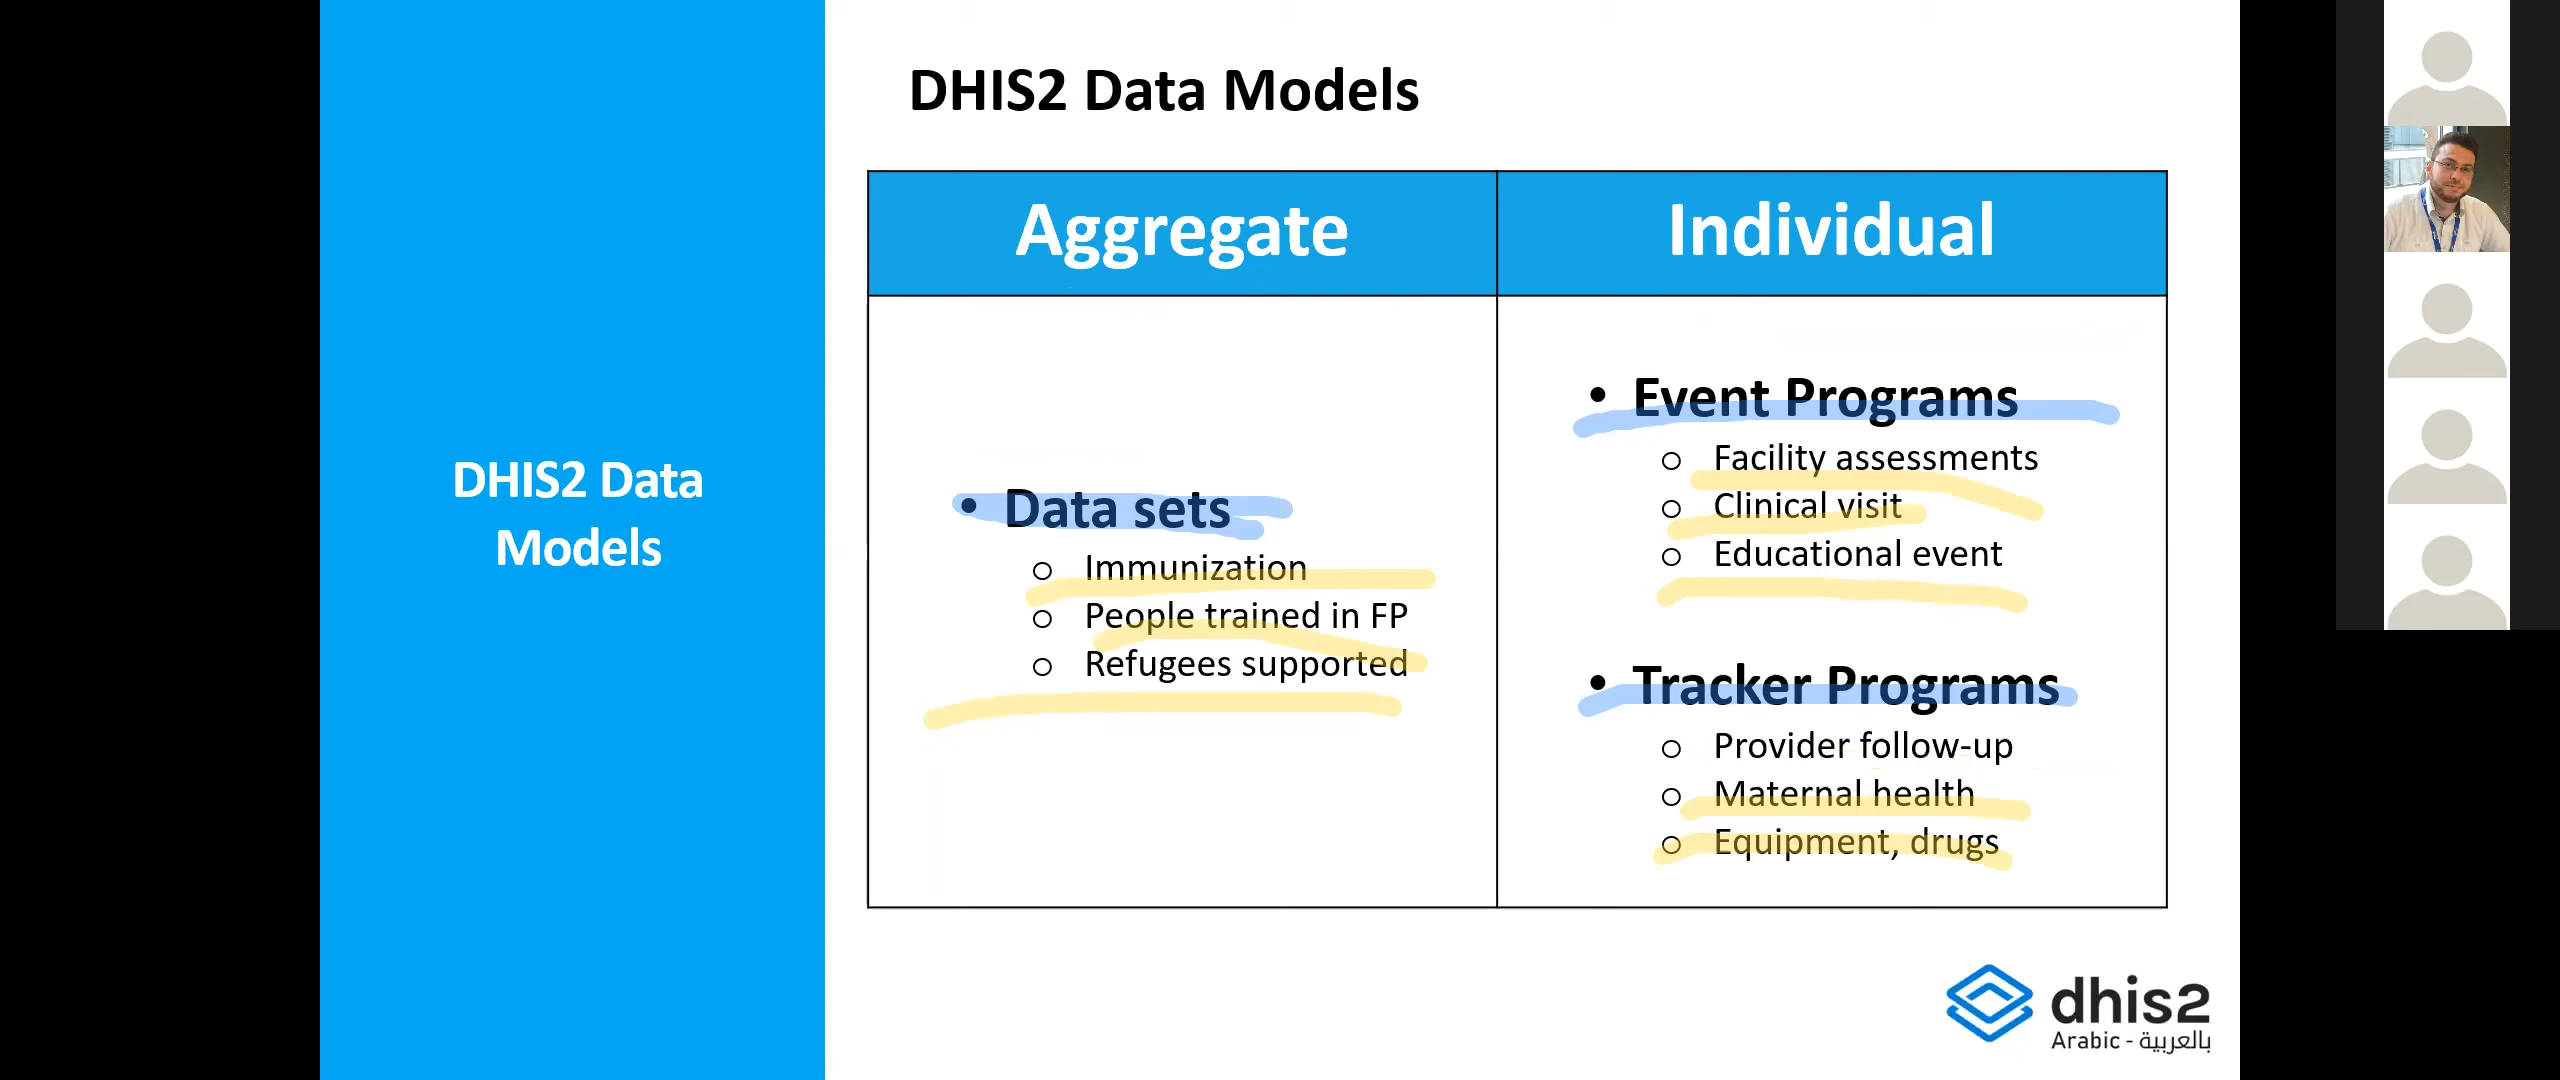 DHIS2 Data
Models
DHIS2 Data Models
Aggregate
Individual
• Data sets
o Immunization
o People trained in FP
o Refugees supported
• Event Programs
o Facility assessments
o Clinical visit
o Educational event
• Tracker Programs
o Provider follow-up
o Maternal health
o Equipment, drugs
dhis2
Arabic - بالعربية